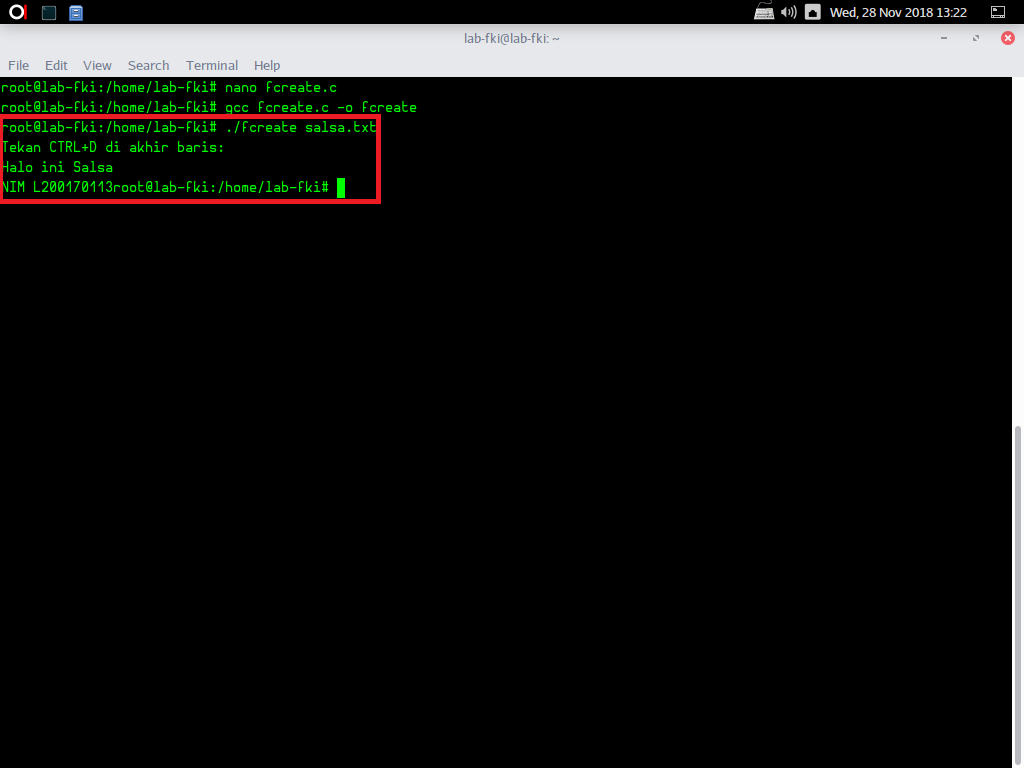 Wed, 28 Nov 2018 13:22
lab-fki@lab-fki: ~
File Edit View Search Terminal Help
root@lab-fki:/home/lab-fki# nano fcreate.c
root@lab-fki:/home/lab-fki# gcc fcreate.c -o fcreate
root@lab-fki:/home/lab-fki# ./fcreate salsa.txt
Tekan CTRL+D di akhir baris:
Halo ini Salsa
NIM L200170113root@lab-fki:/home/lab-fki#